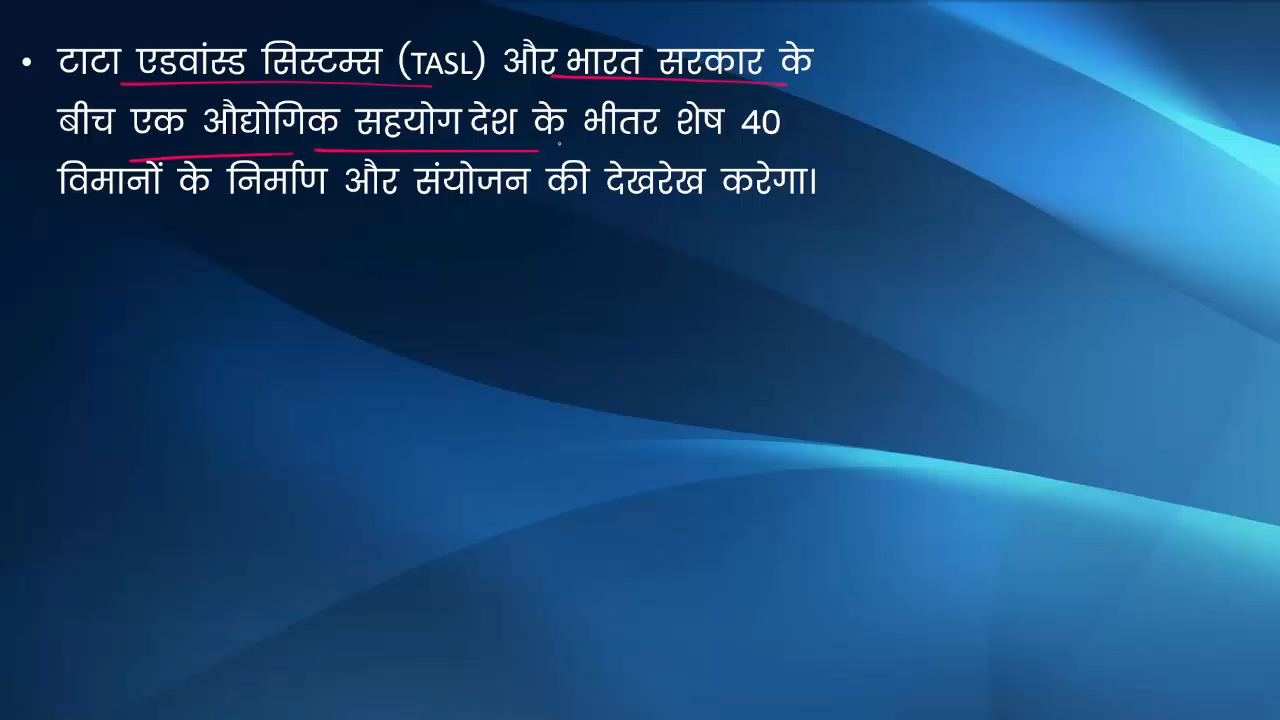 • टाटा एडवांस्ड सिस्टम्स (TASL) और भारत सरकार के
बीच एक औद्योगिक सहयोग देश के भीतर शेष 40
विमानों के निर्माण और संयोजन की देखरेख करेगा।